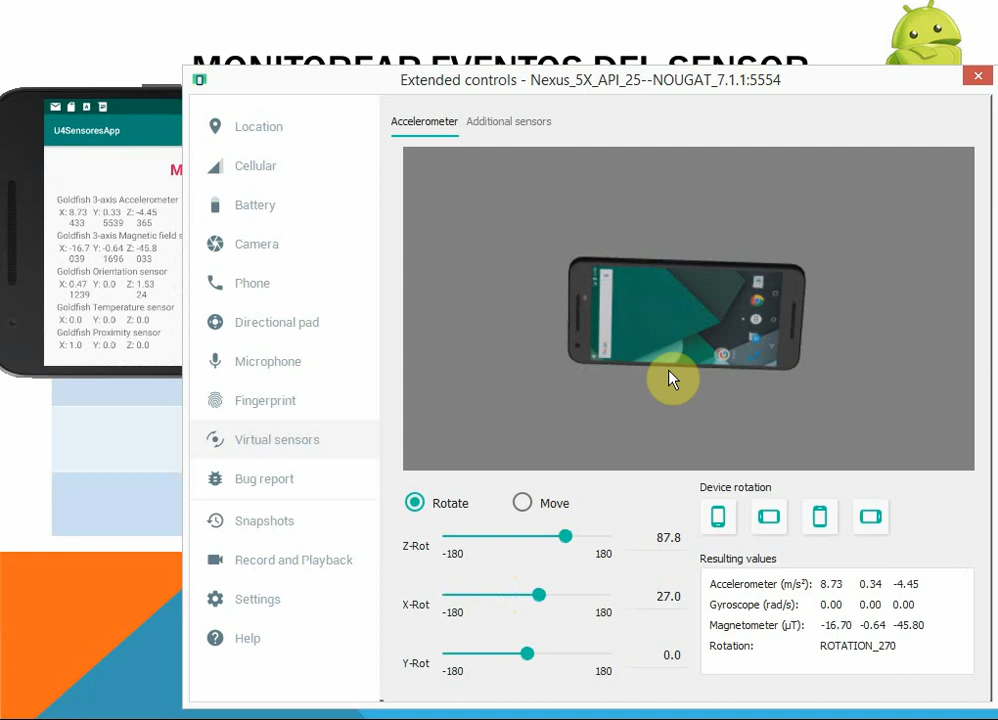 MONITOREAR EVENTOS DEL SENSOR
Extended controls - Nexus_5X_API_25--NOUGAT_7.1.1:5554
U4SensoresApp
M
Goldfish 3-axis Accelerometer
X: 8.73 Y: 0.33 Z: -4.45
433 5539 365
Goldfish 3-axis Magnetic field s
X: -16.7 Y: -0.64 Z: -45.8
039 1696 033
Goldfish Orientation sensor
X: 0.47 Y: 0.0 Z: 1.53
1239 24
Goldfish Temperature sensor
X: 0.0 Y: 0.0 Z: 0.0
Goldfish Proximity sensor
X: 1.0 Y: 0.0 Z: 0.0
Location
Cellular
Battery
Camera
Phone
Directional pad
Microphone
Fingerprint
Virtual sensors
Bug report
Snapshots
Record and Playback
Settings
Help
Accelerometer Additional sensors
Rotate Move
Z-Rot -180 180 87.8
X-Rot -180 180 27.0
Y-Rot -180 180 0.0
Device rotation
Resulting values
Accelerometer (m/s²): 8.73 0.34 -4.45
Gyroscope (rad/s): 0.00 0.00 0.00
Magnetometer (μT): -16.70 -0.64 -45.80
Rotation: ROTATION_270